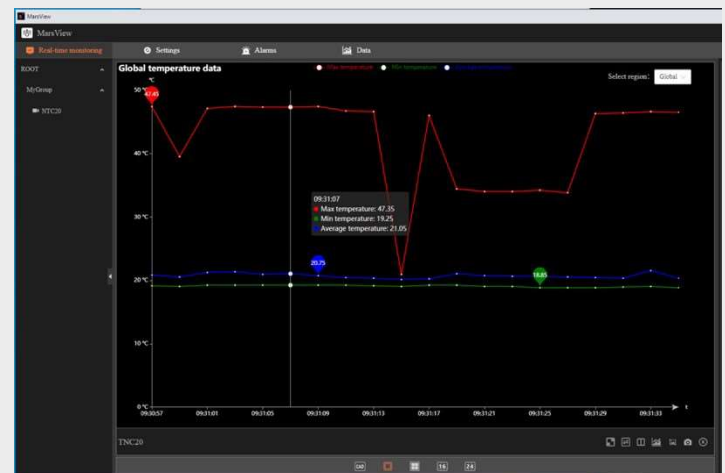 MarsView
MarsView
Real-time monitoring
Settings
Alarms
Data
ROOT
MyGroup
NTC20
Global temperature data
Max temperature
Min temperature
Select region:
Global
°C
50 °C
40 °C
30 °C
20 °C
10 °C
0 °C
47.45
09:31:07
Max temperature: 47.35
Min temperature: 19.25
Average temperature: 21.05
20.75
18.85
09:30:57
09:31:01
09:31:05
09:31:09
09:31:13
09:31:17
09:31:21
09:31:25
09:31:29
09:31:33
t
TNC20
16
24